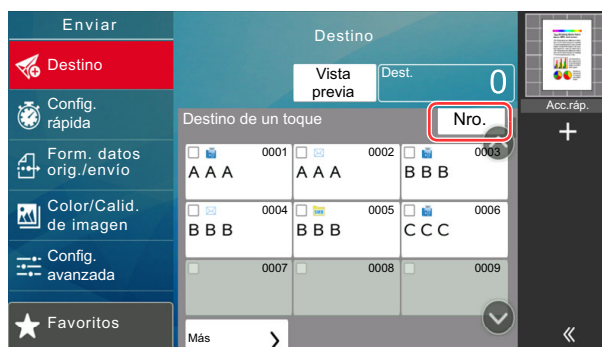 Enviar
Destino
Config.
rápida
Form. datos
orig./envío
Color/Calid.
de imagen
Config.
avanzada
Favoritos
Destino
Vista
previa
Dest.
0
Destino de un toque
Nro.
0001
A A A
0002
A A A
0003
B B B
0004
B B B
0005
B B B
0006
C C C
0007
0008
0009
Más
Acc.ráp.